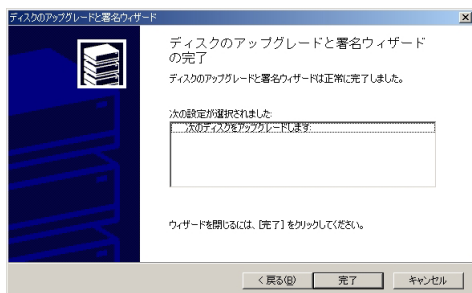 ディスクのアップグレードと署名ウィザード
ディスクのアップグレードと署名ウィザード
の完了
ディスクのアップグレードと署名ウィザードは正常に完了しました。
次の設定が選択されました:
次のディスクをアップグレードします:
ウィザードを閉じるには、[完了] をクリックしてください。
< 戻る(B)
完了
キャンセル